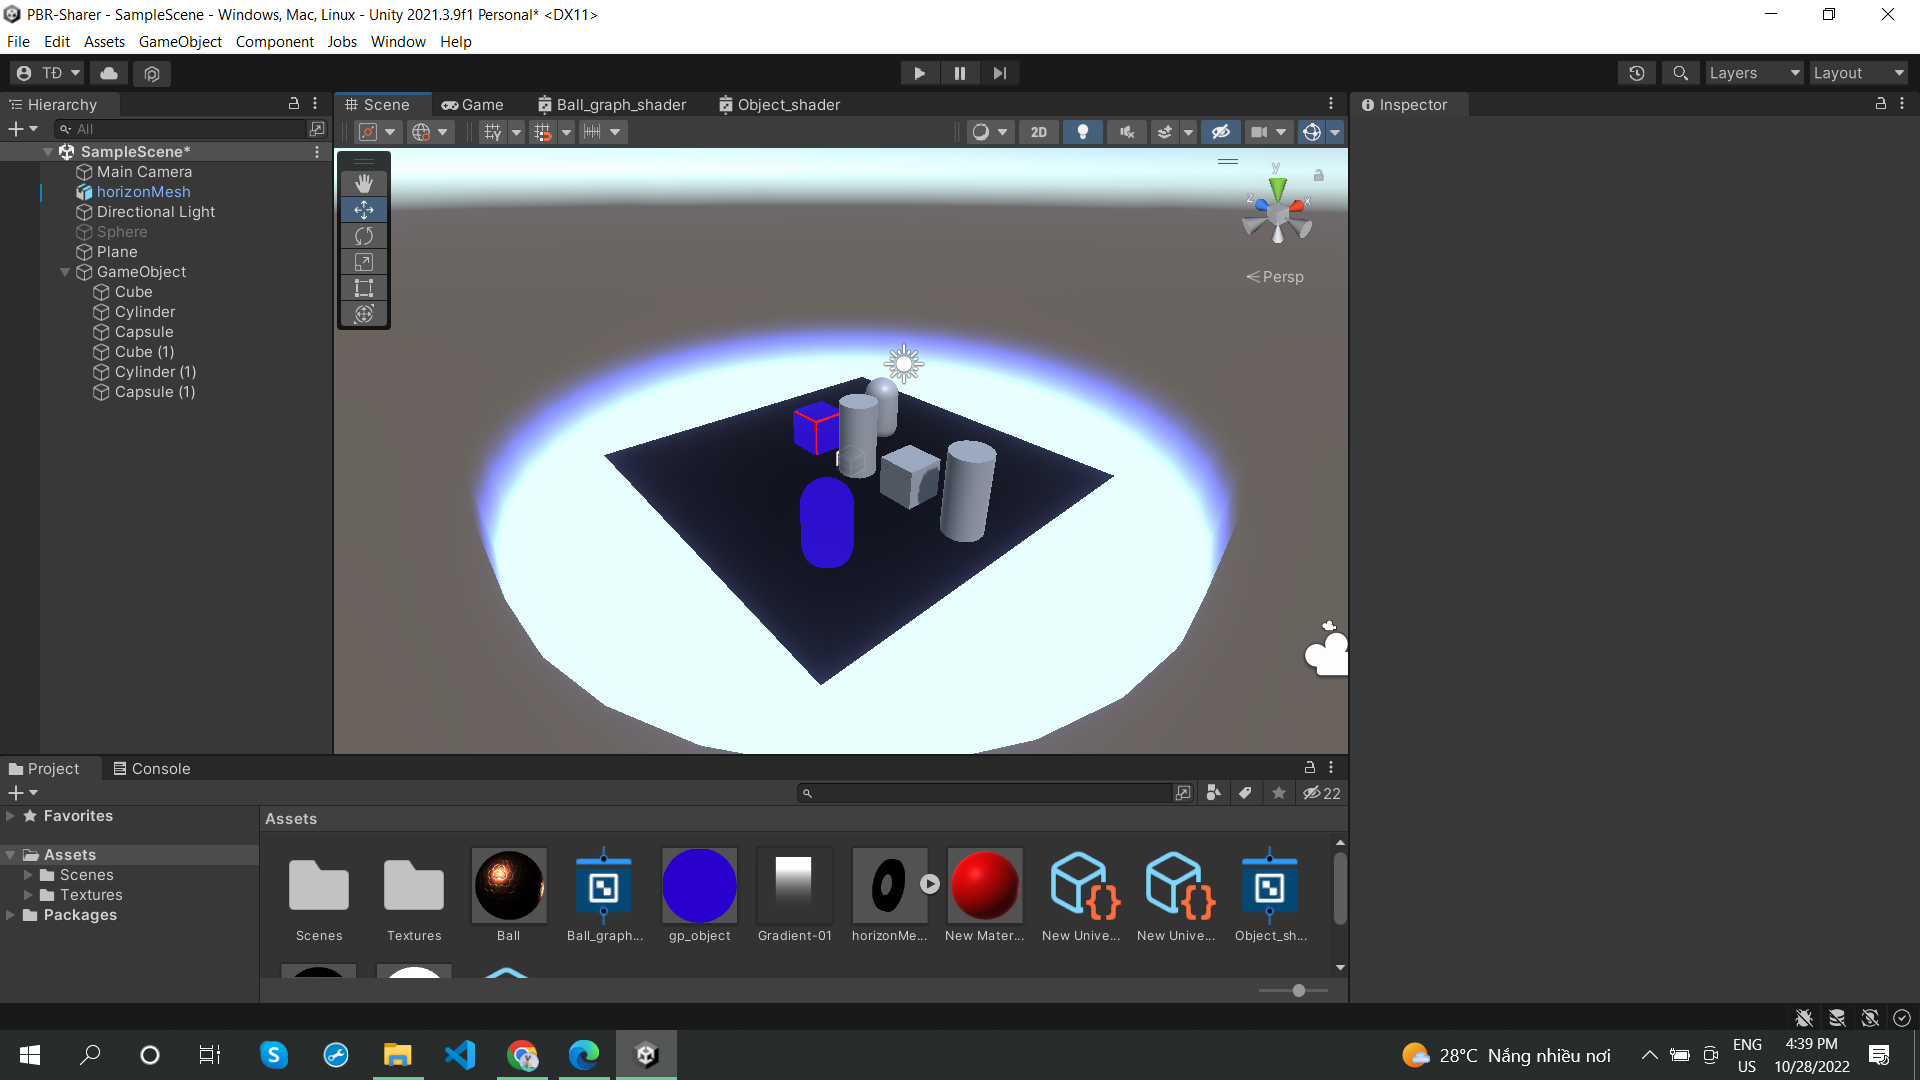 PBR-Sharer - SampleScene - Windows, Mac, Linux - Unity 2021.3.9f1 Personal* <DX11>
File Edit Assets GameObject Component Jobs Window Help
TĐ Layers Layout
Hierarchy Scene Game Ball_graph_shader Object_shader Inspector
All 2D
SampleScene*
Main Camera
horizonMesh
Directional Light
Sphere
Plane
GameObject
Cube
Cylinder
Capsule
Cube (1)
Cylinder (1)
Capsule (1)
y
z x
Persp
Project Console
22
Favorites Assets
Assets
Scenes
Textures
Packages
Scenes Textures Ball Ball_graph... gp_object Gradient-01 horizonMe... New Mater... New Unive... New Unive... Object_sh...
28°C Nắng nhiều nơi
ENG
US
4:39 PM
10/28/2022